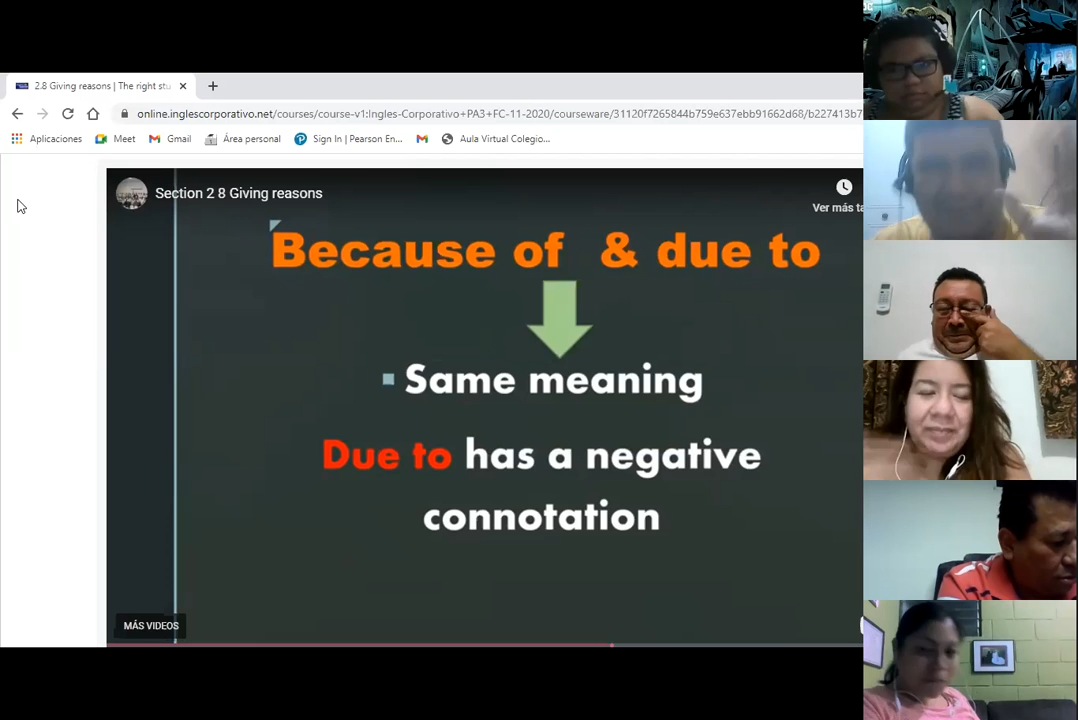 2.8 Giving reasons | The right stu
online.inglescorporativo.net/courses/course-v1:Ingles-Corporativo+PA3+FC-11-2020/courseware/31120f7265844b759e637ebb91662d68/b227413b7
Aplicaciones Meet Gmail Área personal Sign In | Pearson En... Aula Virtual Colegio...
Section 2 8 Giving reasons
Ver más ta
Because of & due to
Same meaning
Due to has a negative
connotation
MÁS VIDEOS